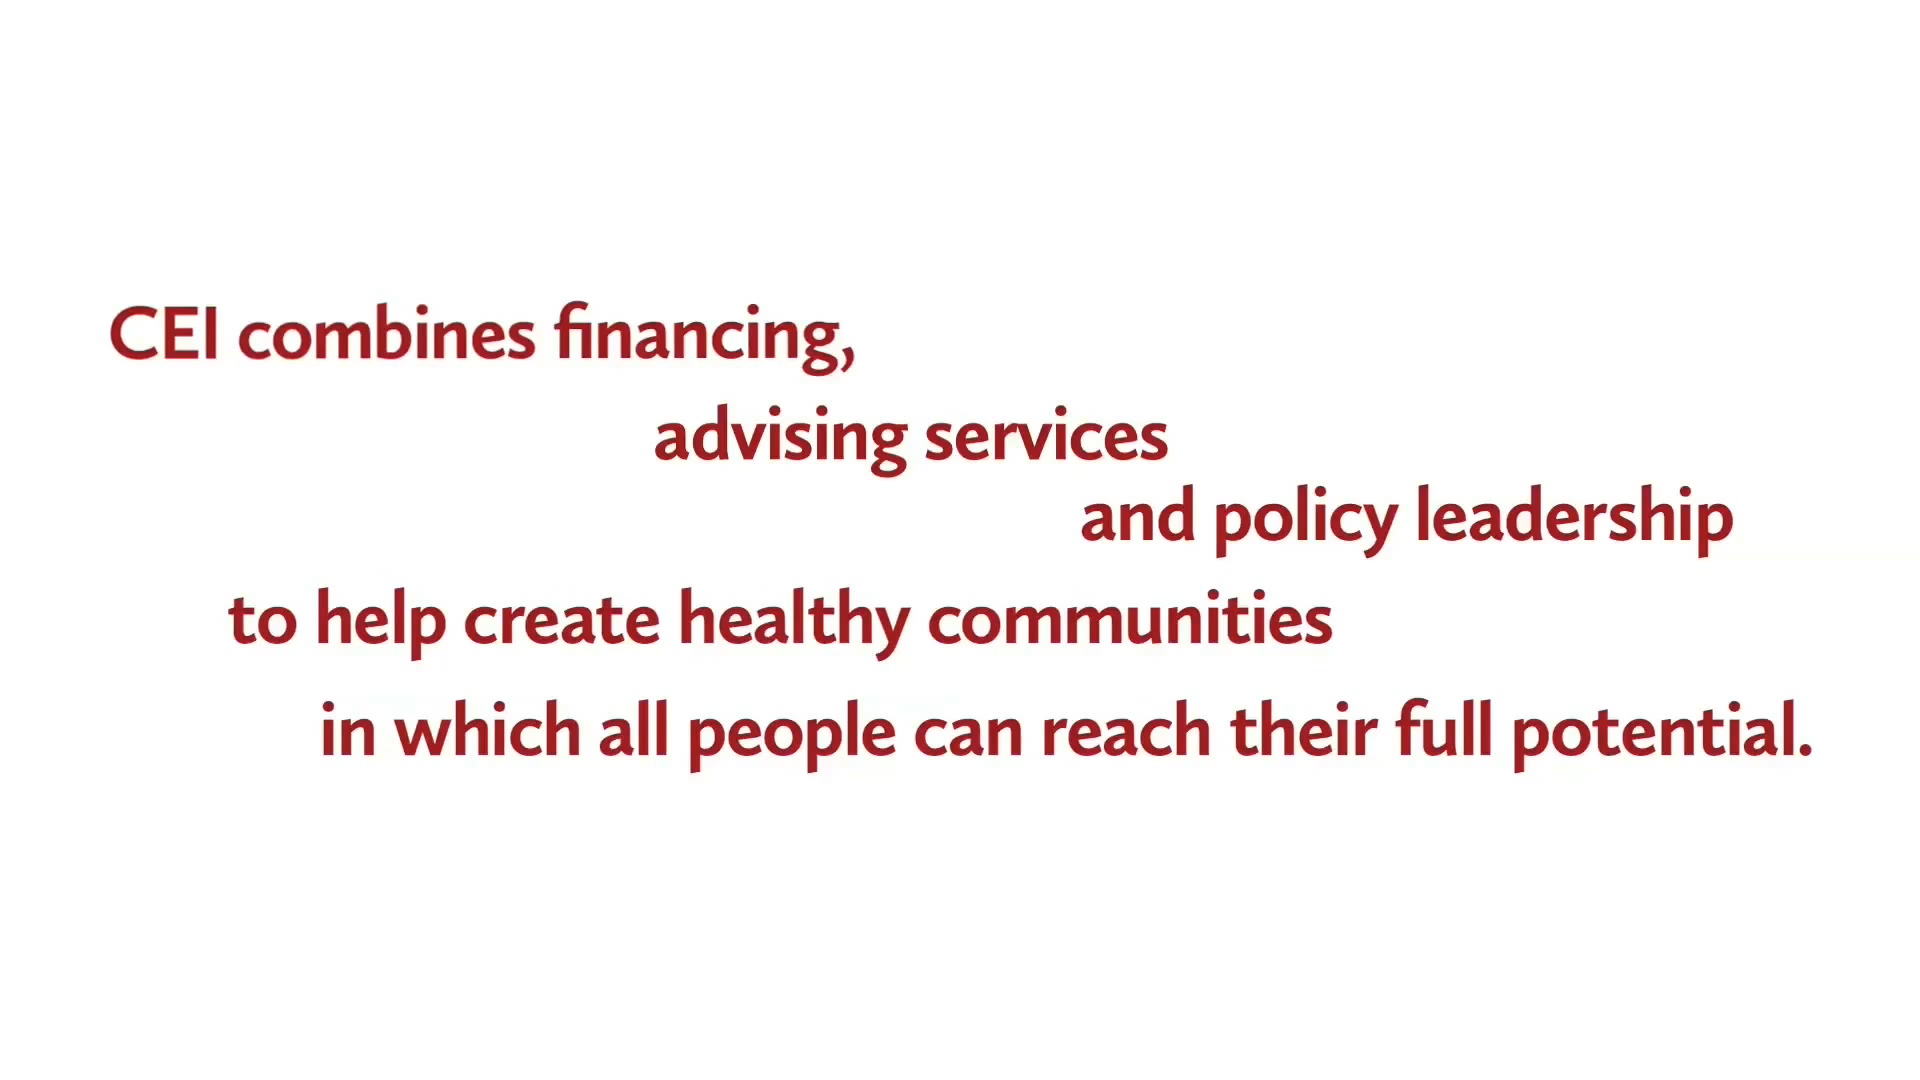 CEI combines financing,
advising services
and policy leadership
to help create healthy communities
in which all people can reach their full potential.